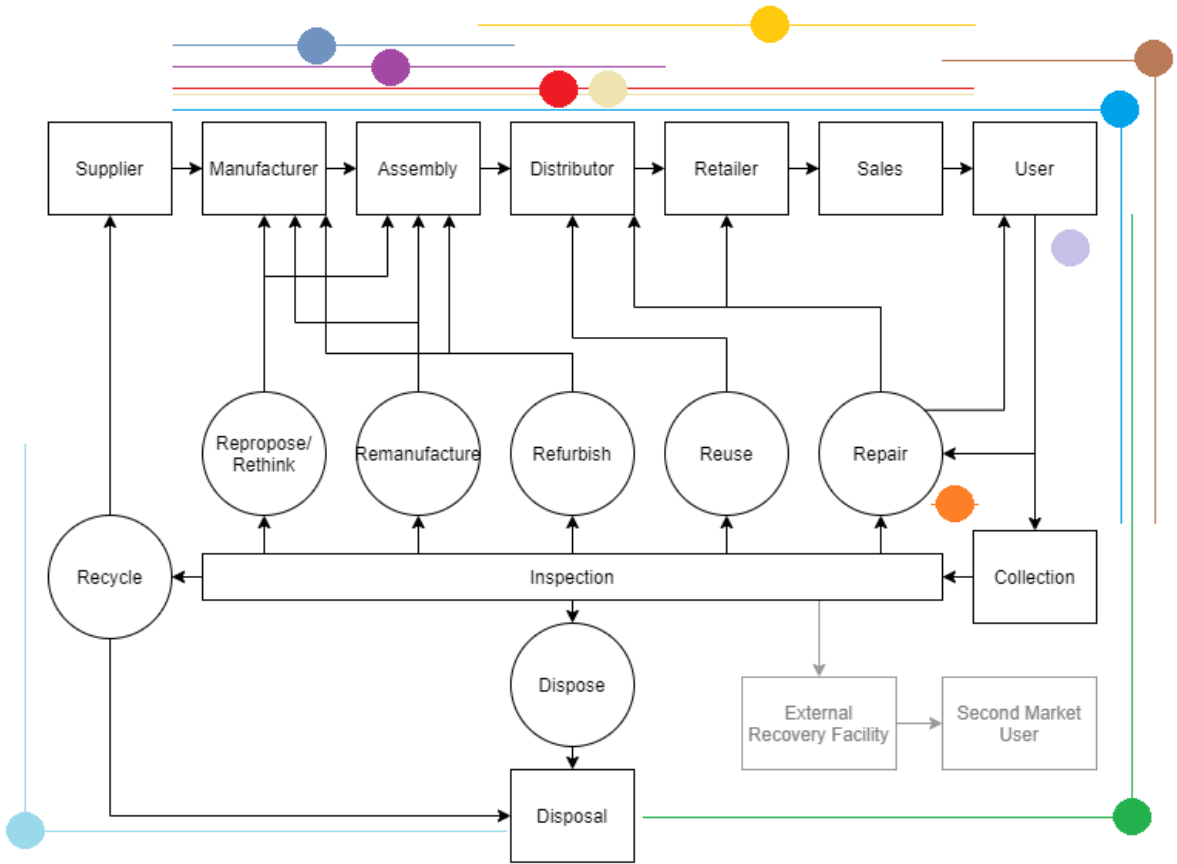 Supplier
Manufacturer
Assembly
Distributor
Retailer
Sales
User
Repropose/
Rethink
Remanufacture
Refurbish
Reuse
Repair
Recycle
Inspection
Collection
Dispose
External
Recovery Facility
Second Market
User
Disposal